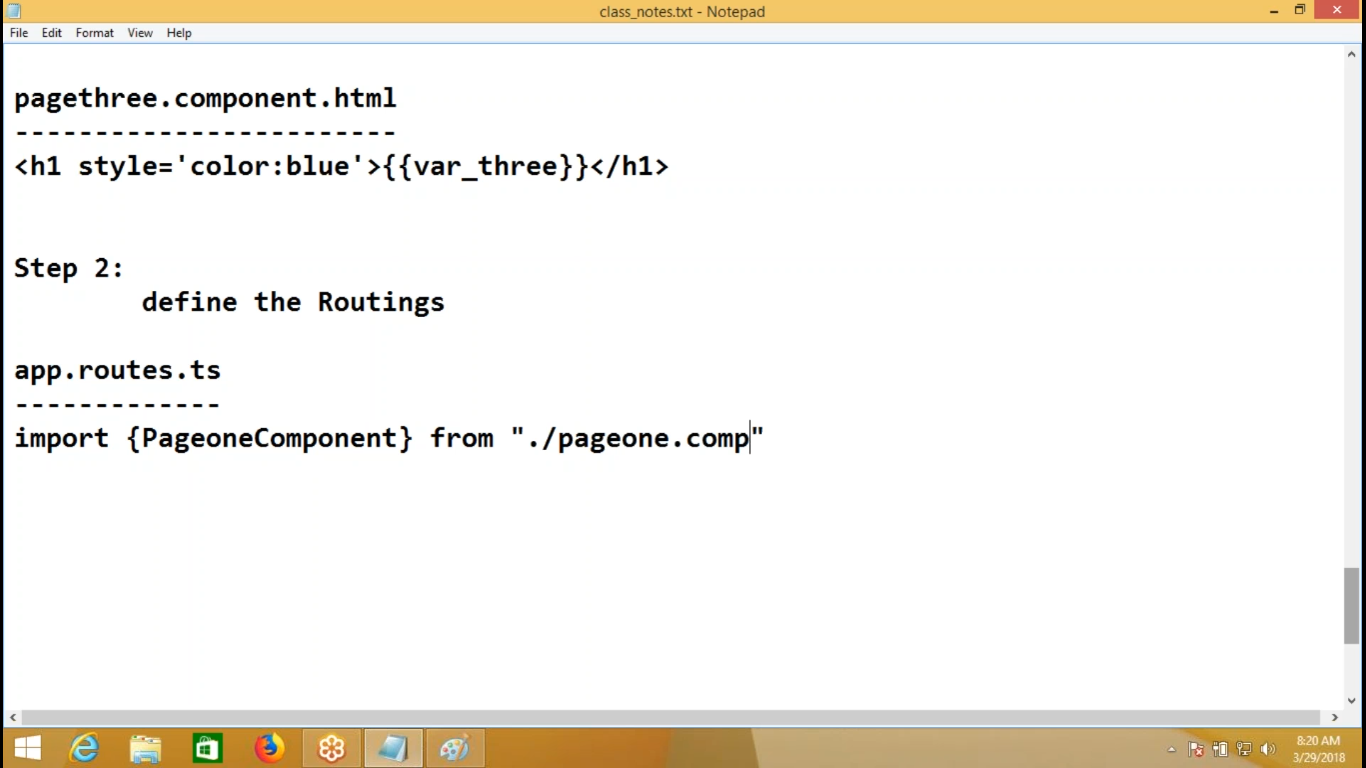 class_notes.txt - Notepad
File Edit Format View Help
pagethree.component.html
------------------------
<h1 style='color:blue'>{{var_three}}</h1>
Step 2:
define the Routings
app.routes.ts
-------------
import {PageoneComponent} from "./pageone.comp"
8:20 AM
3/29/2018